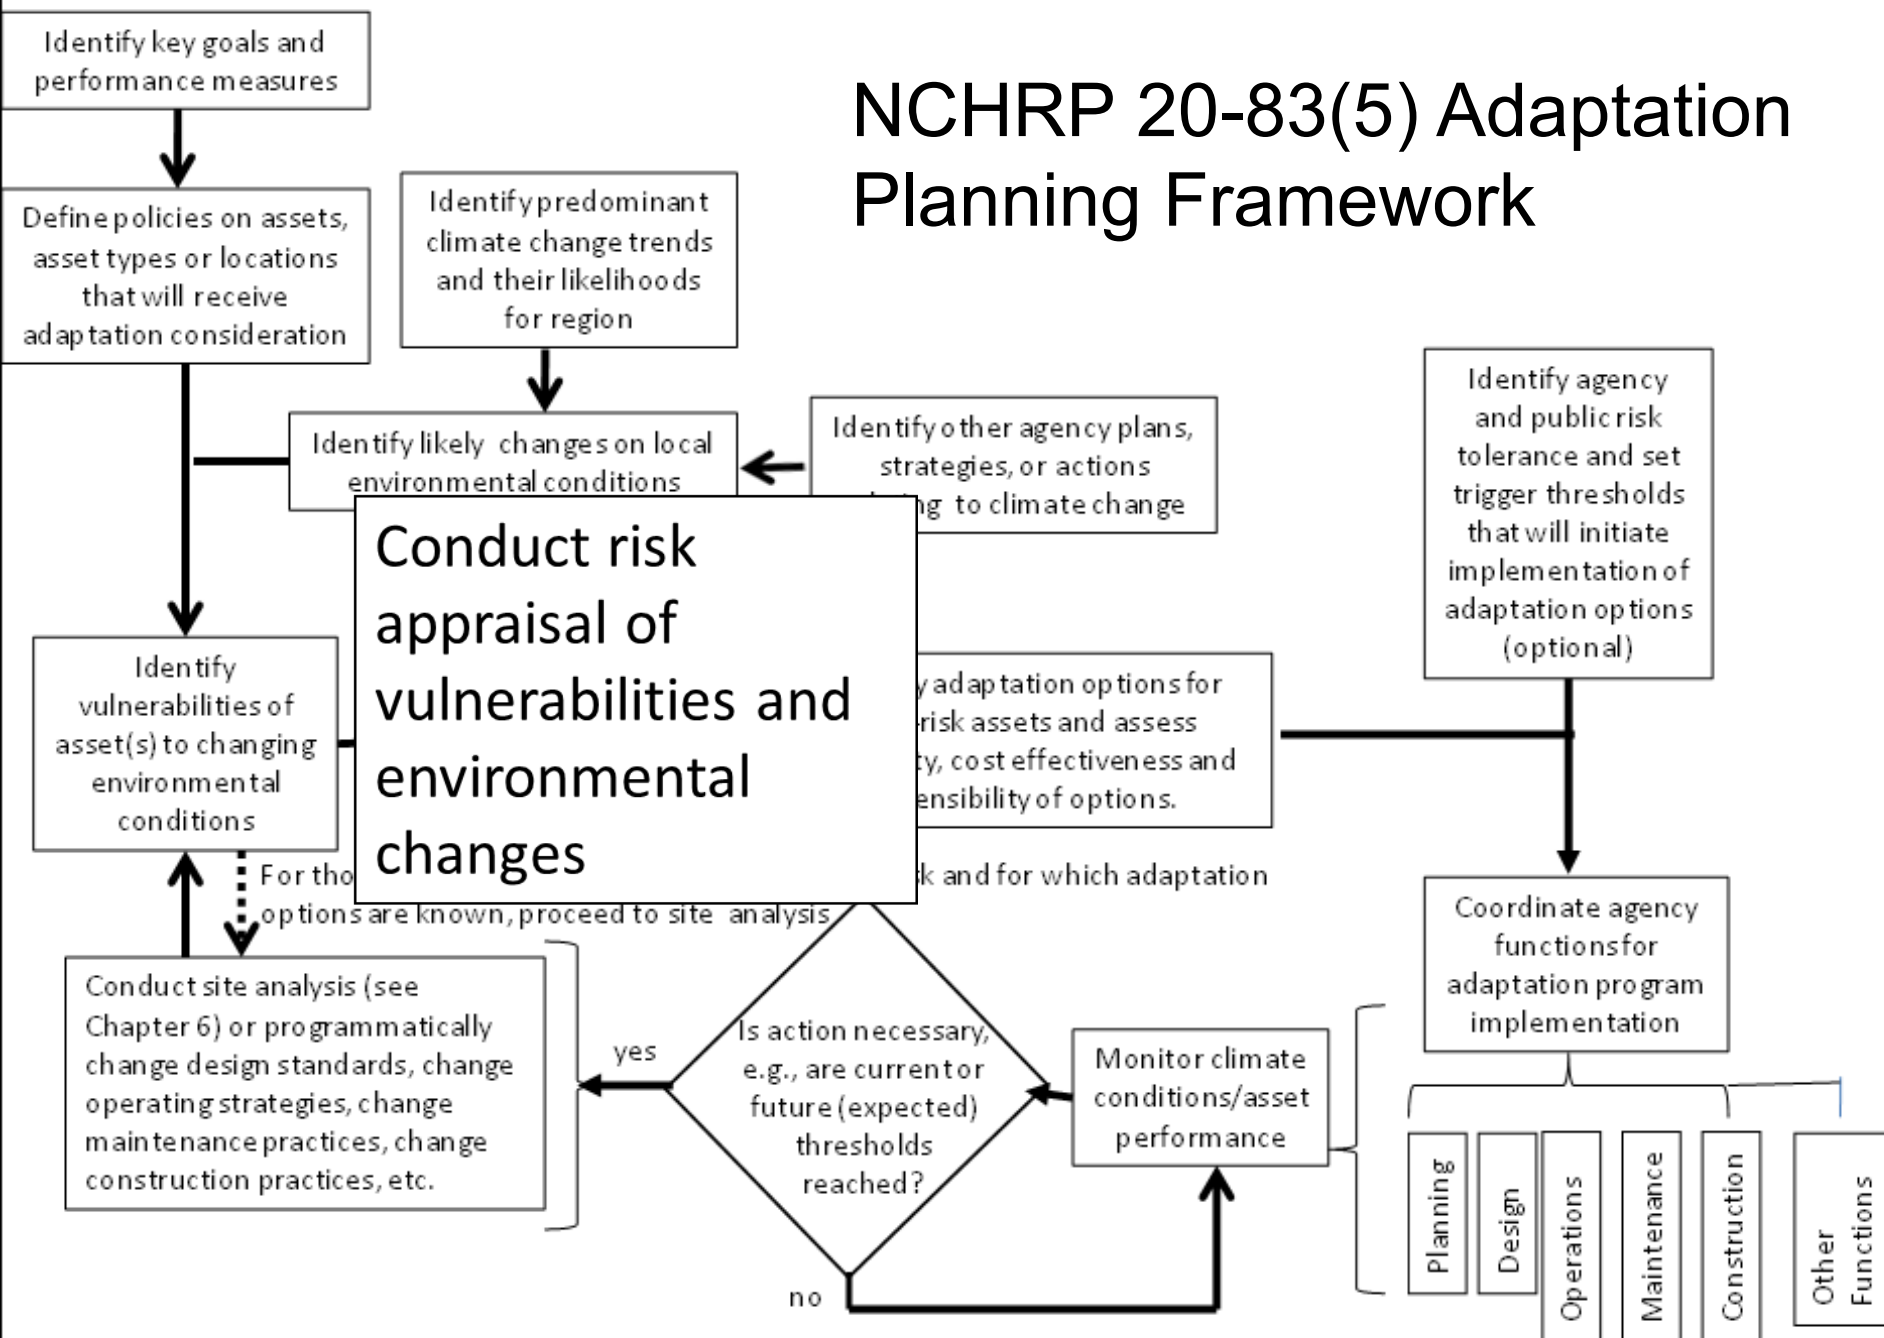 NCHRP 20-83(5) Adaptation
Planning Framework
Identify key goals and
performance measures
Define policies on assets,
asset types or locations
that will receive
adaptation consideration
Identify predominant
climate change trends
and their likelihoods
for region
Identify likely changes on local
environmental conditions
Identify other agency plans,
strategies, or actions
to climate change
Identify agency
and public risk
tolerance and set
trigger thresholds
that will initiate
implementation of
adaptation options
(optional)
Conduct risk
appraisal of
vulnerabilities and
environmental
changes
Identify
vulnerabilities of
asset(s) to changing
environmental
conditions
adaptation options for
risk assets and assess
cost effectiveness and
of options.
For
and for which adaptation
options are known, proceed to site analysis
Coordinate agency
functions for
adaptation program
implementation
Conduct site analysis (see
Chapter 6) or programmatically
change design standards, change
operating strategies, change
maintenance practices, change
construction practices, etc.
yes
Is action necessary,
e.g., are current or
future (expected)
thresholds
reached?
no
Monitor climate
conditions/asset
performance
Planning
Design
Operations
Maintenance
Construction
Other
Functions